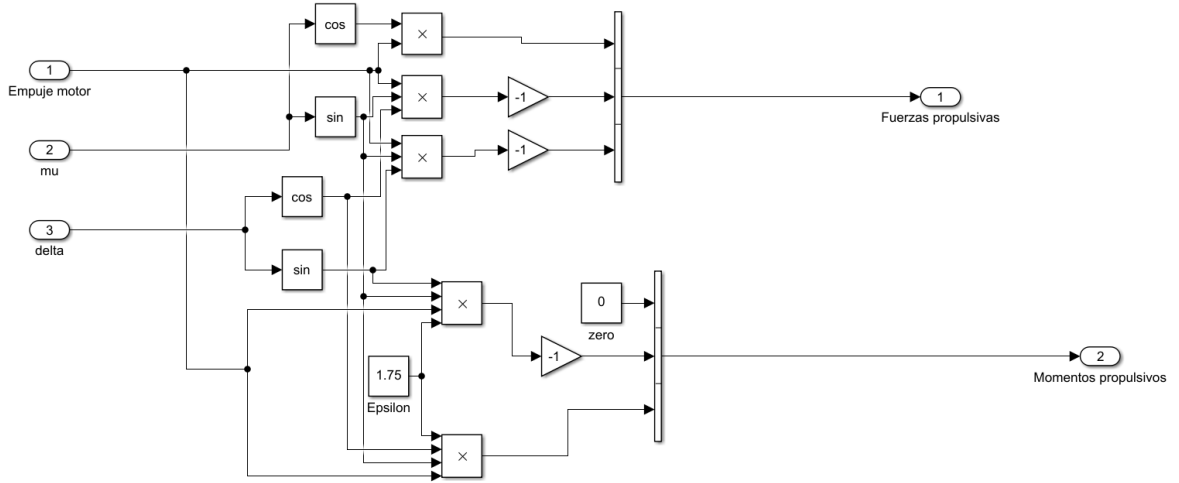 cos
×
1
Empuje motor
×
-1
1
Fuerzas propulsivas
sin
2
mu
×
-1
cos
3
delta
sin
×
0
zero
-1
2
Momentos propulsivos
1.75
Epsilon
×